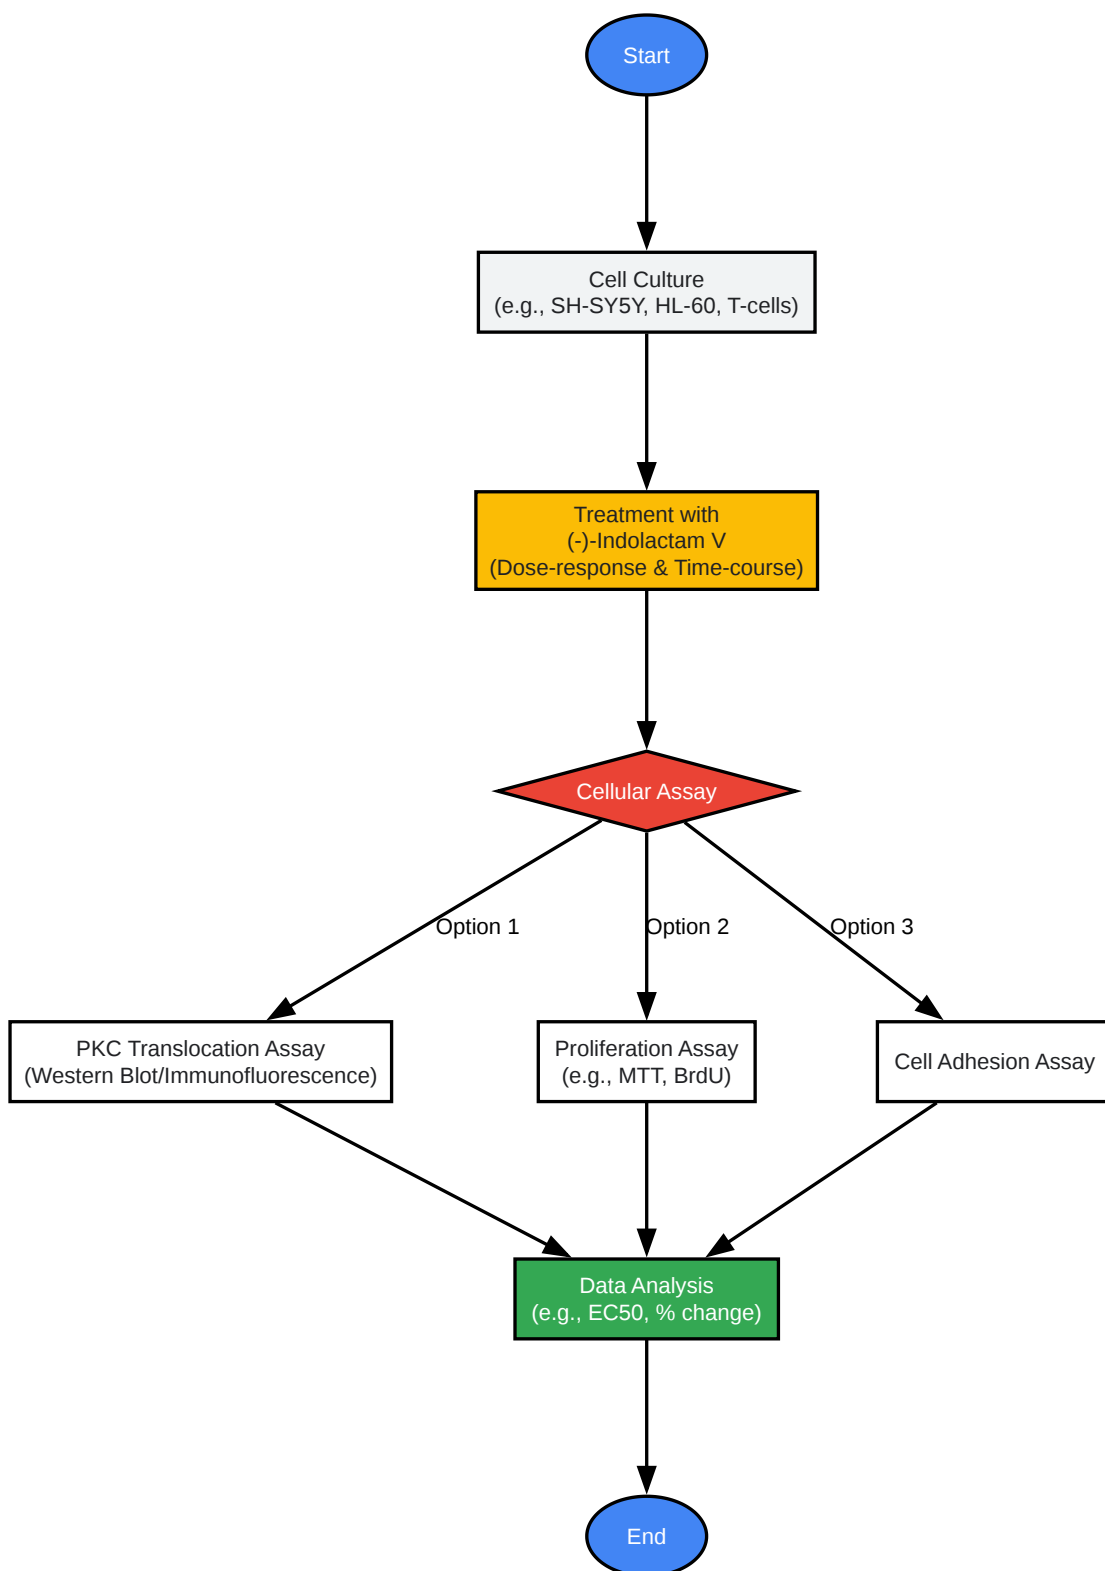 Start
Cell Culture
(e.g., SH-SY5Y, HL-60, T-cells)
Treatment with
(-)-Indolactam V
(Dose-response & Time-course)
Cellular Assay
Option 1
Option 2
Option 3
PKC Translocation Assay
(Western Blot/Immunofluorescence)
Proliferation Assay
(e.g., MTT, BrdU)
Cell Adhesion Assay
Data Analysis
(e.g., EC50, % change)
End